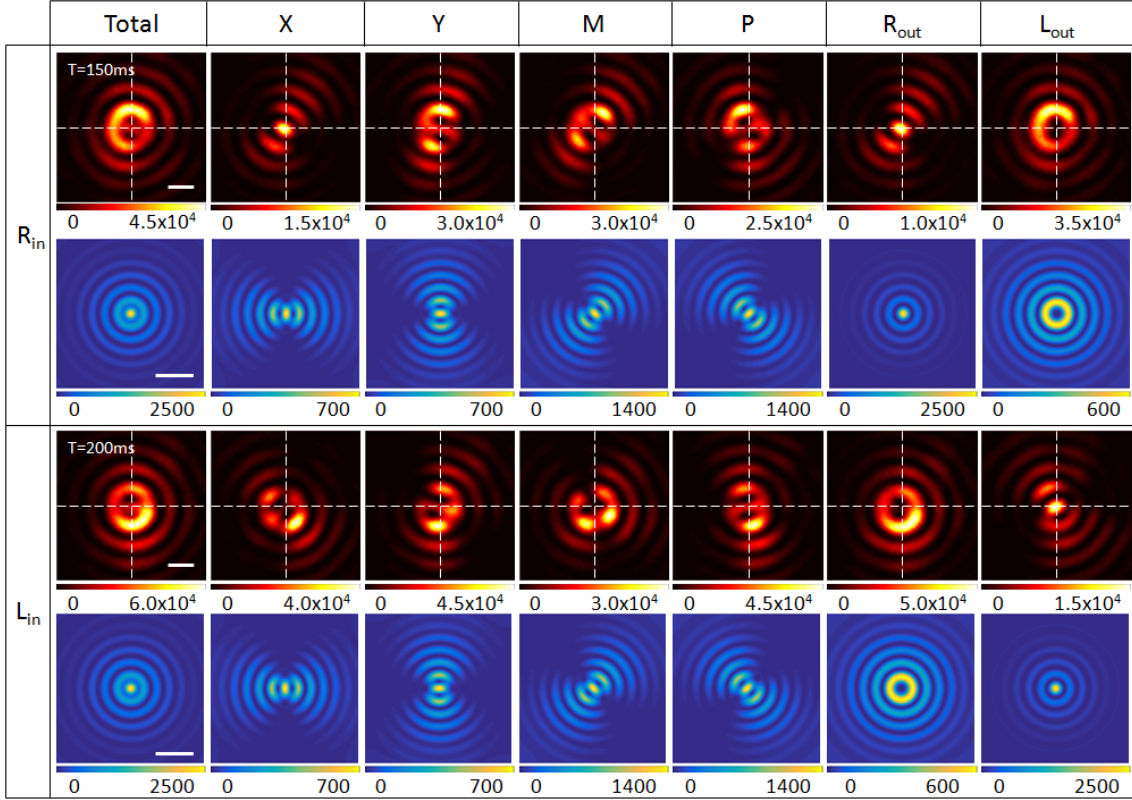 Total X Y M P Rout Lout
Rin
T=150ms
0 4.5x10⁴ 0 1.5x10⁴ 0 3.0x10⁴ 0 3.0x10⁴ 0 2.5x10⁴ 0 1.0x10⁴ 0 3.5x10⁴
0 2500 0 700 0 700 0 1400 0 1400 0 2500 0 600
Lin
T=200ms
0 6.0x10⁴ 0 4.0x10⁴ 0 4.5x10⁴ 0 3.0x10⁴ 0 4.5x10⁴ 0 5.0x10⁴ 0 1.5x10⁴
0 2500 0 700 0 700 0 1400 0 1400 0 600 0 2500